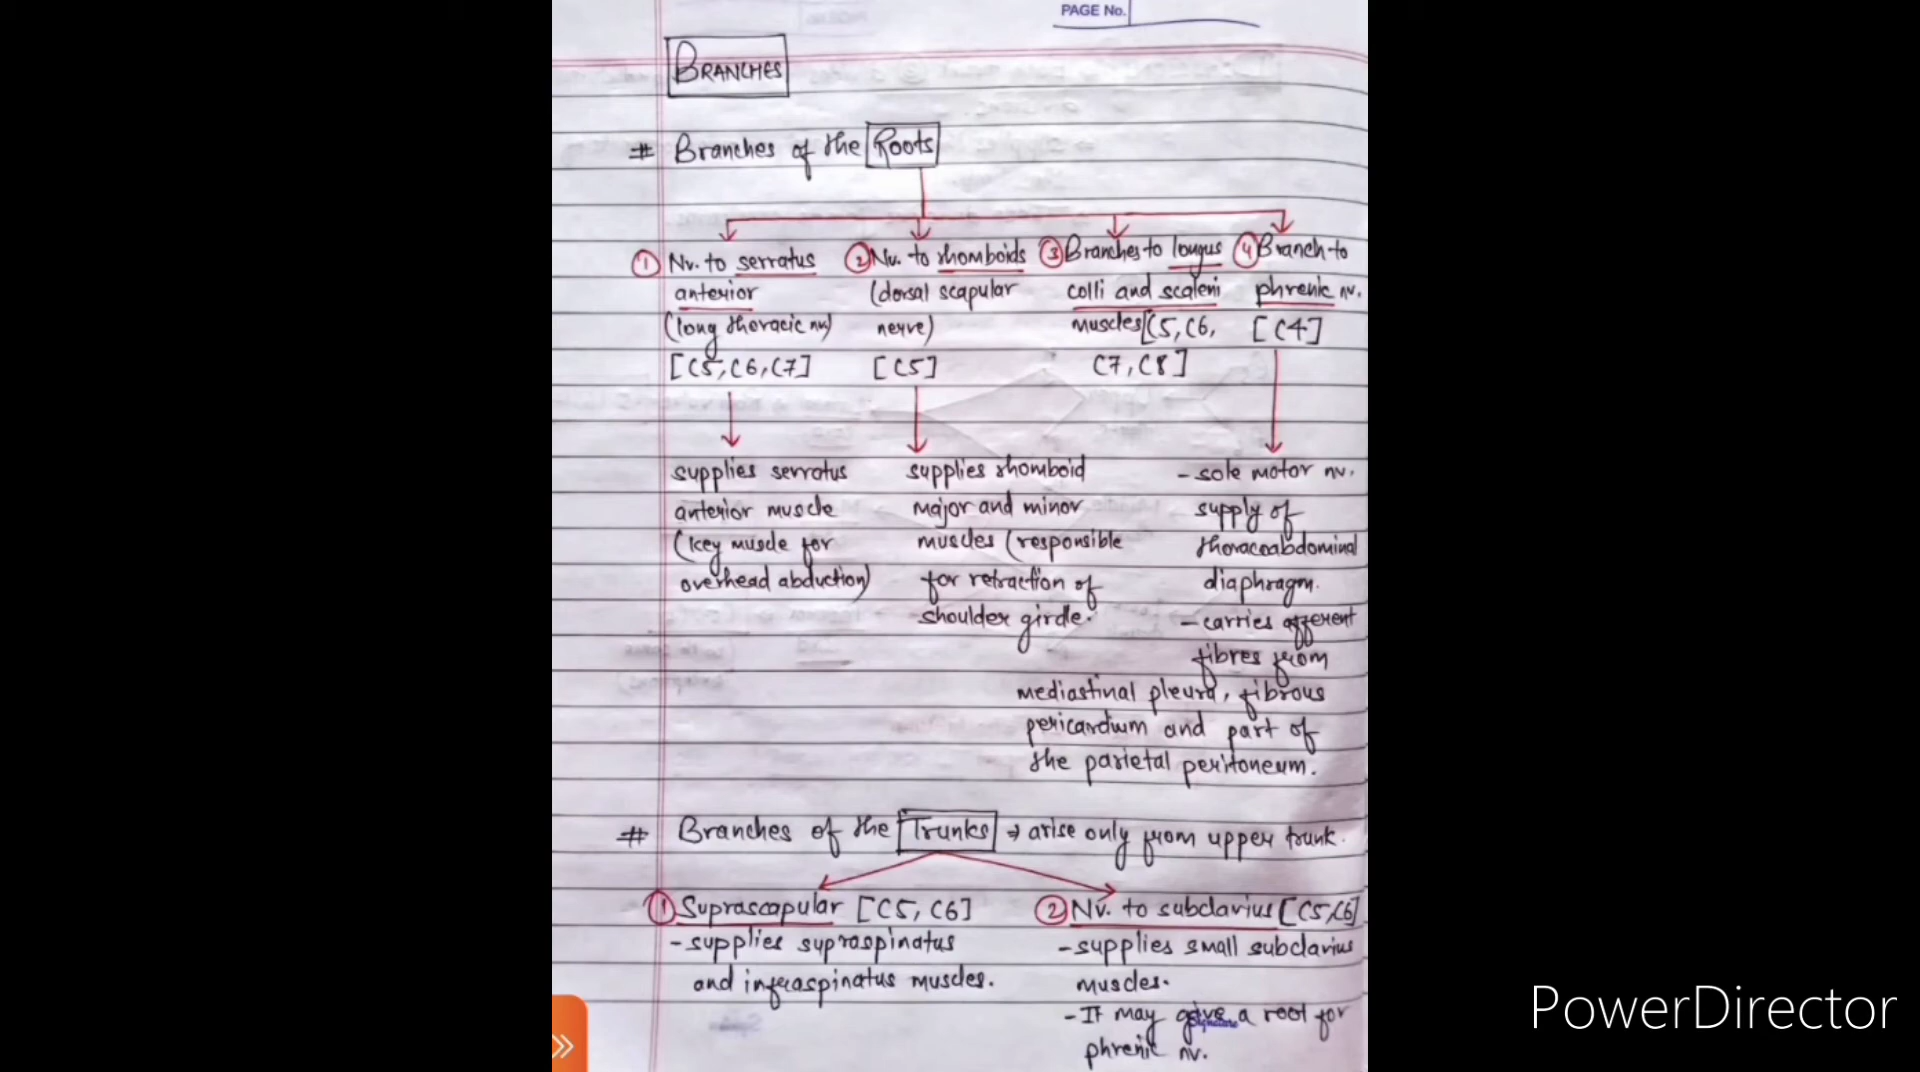 PAGE No.
BRANCHES
# Branches of the Roots
① Nv. to serratus
anterior
(long thoracic nv)
[C5, C6, C7]
② Nv. to rhomboids
(dorsal scapular
nerve)
[C5]
③ Branches to longus
colli and scaleni
muscles [C5, C6,
C7, C8]
④ Branch to
phrenic nv.
[C4]
supplies serratus
anterior muscle
(key muscle for
overhead abduction)
supplies rhomboid
major and minor
muscles (responsible
for retraction of
shoulder girdle.
- sole motor nv.
supply of
thoracoabdominal
diaphragm.
- carries afferent
fibres from
mediastinal pleura, fibrous
pericardium and part of
the parietal peritoneum.
# Branches of the Trunks → arise only from upper trunk.
① Suprascapular [C5, C6]
- supplies supraspinatus
and infraspinatus muscles.
② Nv. to subclavius [C5, C6]
- supplies small subclavius
muscles.
- It may give a root for
phrenic nv.
Signature
PowerDirector